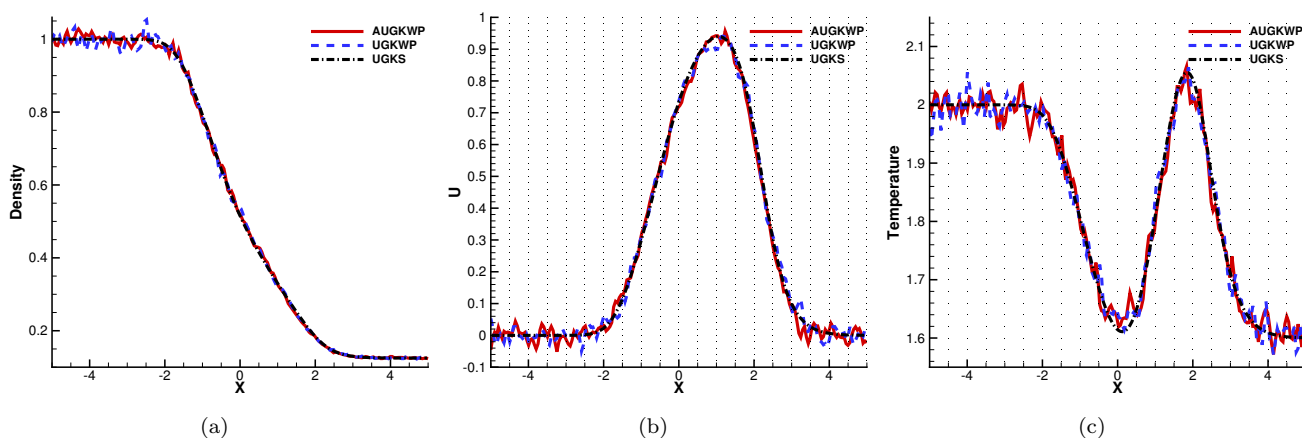 AUGKWP
UGKWP
UGKS
1
0.8
0.6
0.4
0.2
Density
-4
-2
0
2
4
X
(a)
AUGKWP
UGKWP
UGKS
1
0.9
0.8
0.7
0.6
0.5
0.4
0.3
0.2
0.1
0
-0.1
U
-4
-2
0
2
4
X
(b)
AUGKWP
UGKWP
UGKS
2.1
2
1.9
1.8
1.7
1.6
Temperature
-4
-2
0
2
4
X
(c)